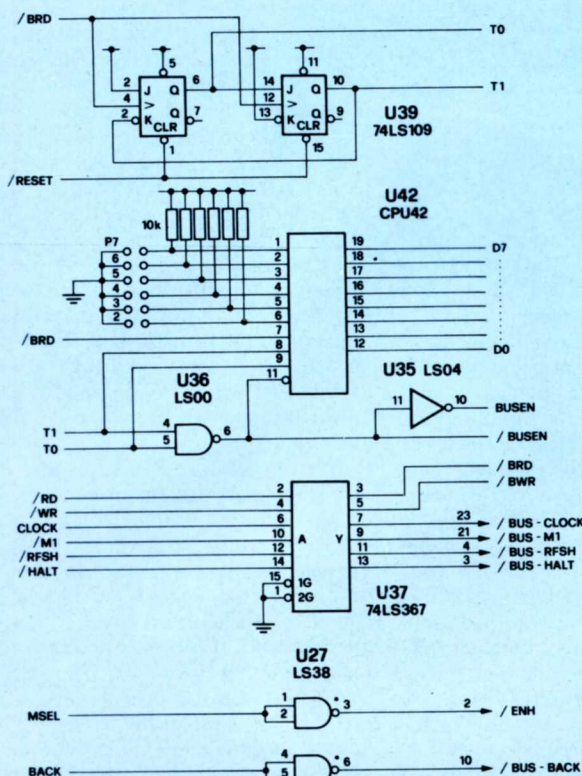 /BRD
T0
5
11
2 J Q 6
14 J Q 10
T1
4 V
12 V
2 K Q 7
13 K Q 9
CLR
CLR
U39
74LS109
1
15
/RESET
U42
CPU42
10k
P7
6
5
4
3
2
1
2
3
4
5
6
7
8
9
11
19
18
17
16
15
14
13
12
D7
D0
/BRD
U36
LS00
U35 LS04
11
10
BUSEN
T1
4
T0
5
6
/BUSEN
/BRD
/BWR
/RD 2
/WR 4
CLOCK 6
/M1 10
/RFSH 12
/HALT 14
15 1G
1 2G
A Y
3
5
7 23 /BUS-CLOCK
9 21 /BUS-M1
11 4 /BUS-RFSH
13 3 /BUS-HALT
U37
74LS367
U27
LS38
MSEL
1
2
3
2 /ENH
BACK
4
5
6
10 /BUS-BACK